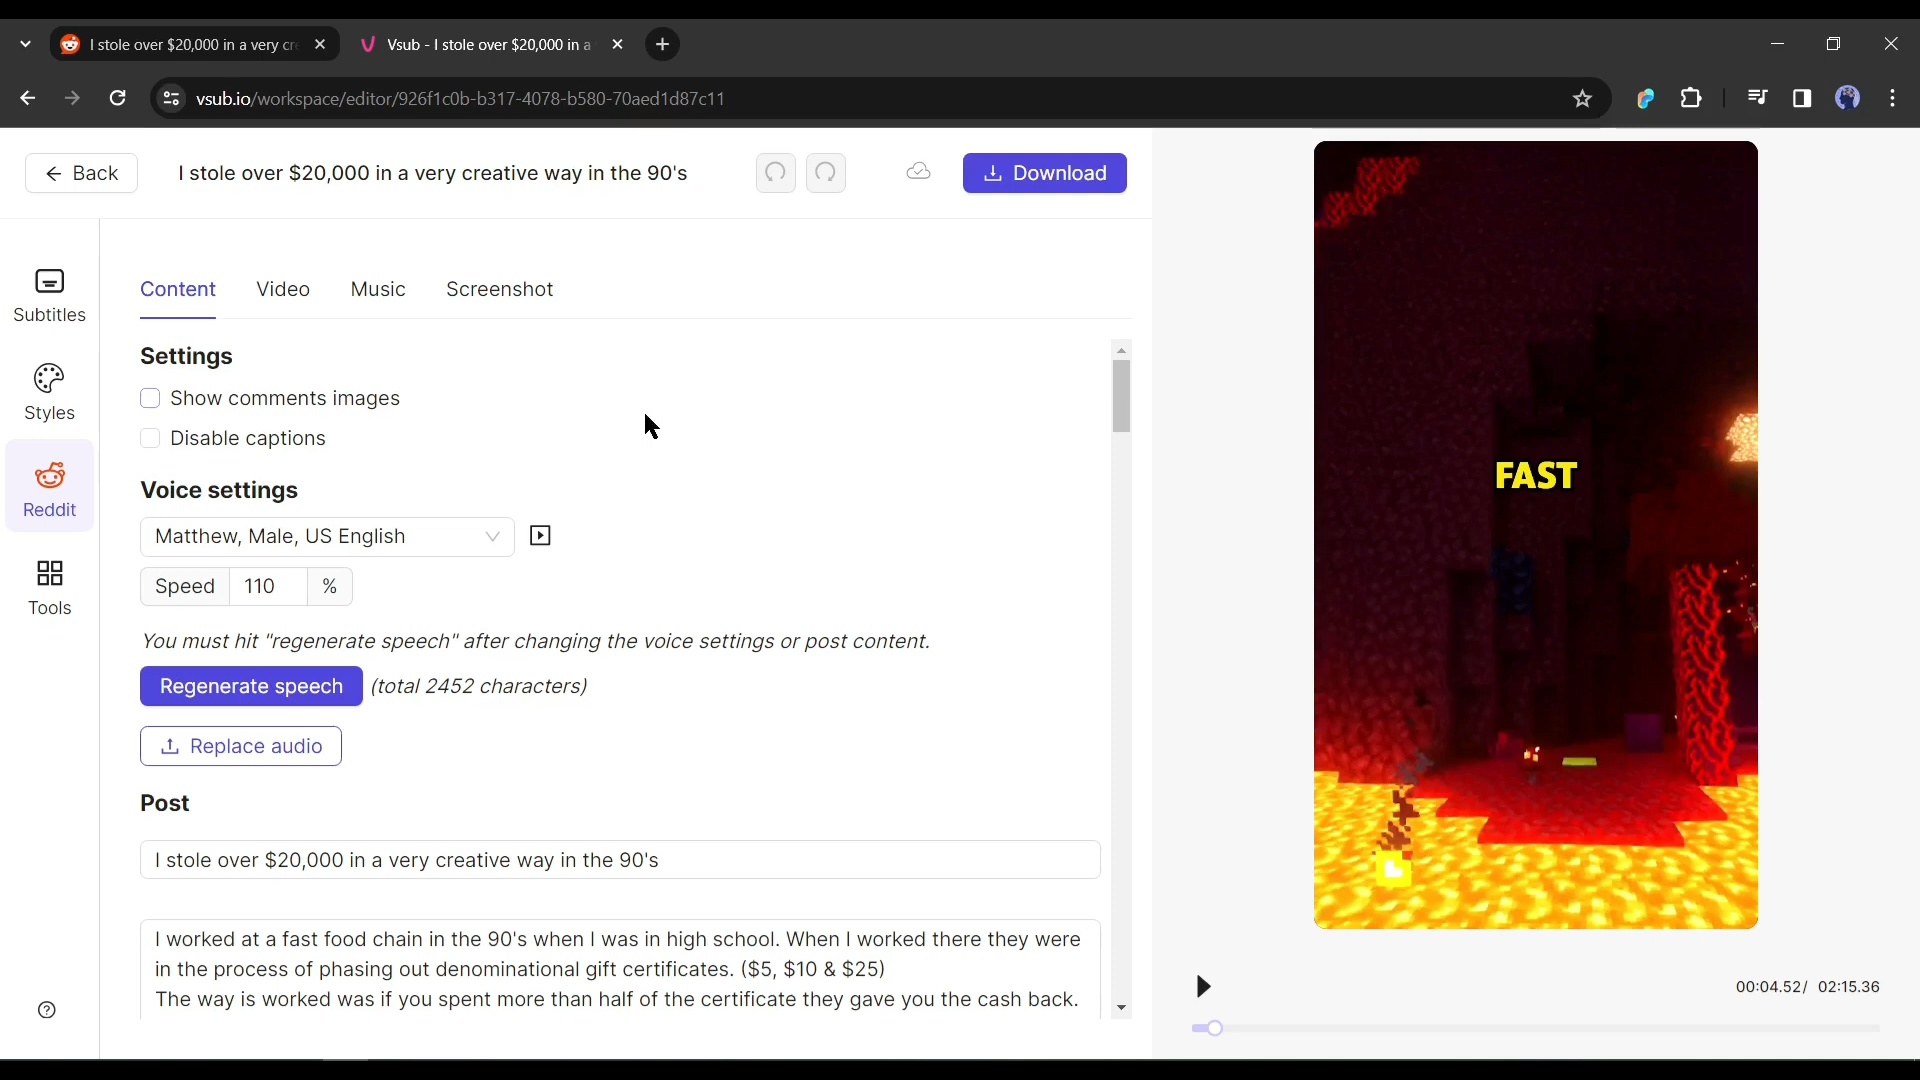 I stole over $20,000 in a very cr
Vsub - I stole over $20,000 in a
vsub.io/workspace/editor/926f1c0b-b317-4078-b580-70aed1d87c11
Back
I stole over $20,000 in a very creative way in the 90's
Download
Subtitles
Styles
Reddit
Tools
Content
Video
Music
Screenshot
Settings
Show comments images
Disable captions
Voice settings
Matthew, Male, US English
Speed 110 %
You must hit "regenerate speech" after changing the voice settings or post content.
Regenerate speech (total 2452 characters)
Replace audio
Post
I stole over $20,000 in a very creative way in the 90's
I worked at a fast food chain in the 90's when I was in high school. When I worked there they were
in the process of phasing out denominational gift certificates. ($5, $10 & $25)
The way is worked was if you spent more than half of the certificate they gave you the cash back.
FAST
00:04.52/ 02:15.36